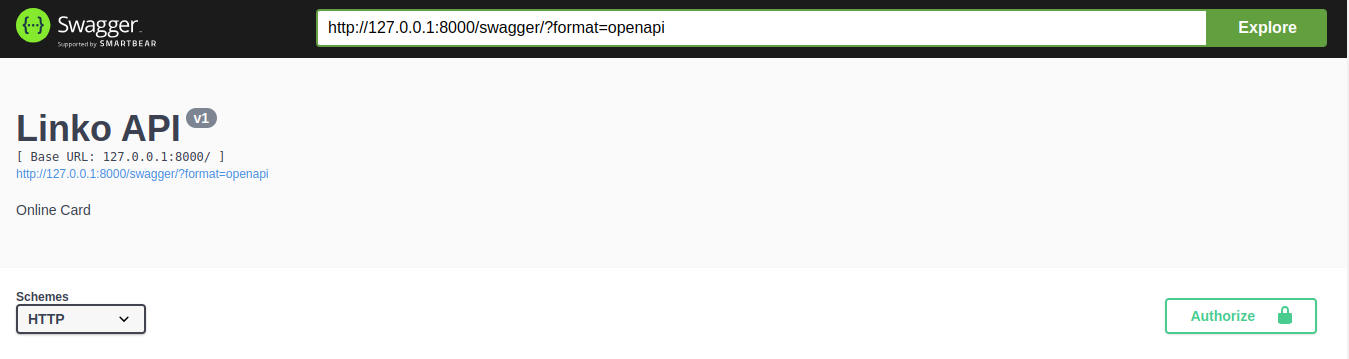 Swagger
Supported by SMARTBEAR
http://127.0.0.1:8000/swagger/?format=openapi
Explore
Linko API v1
[ Base URL: 127.0.0.1:8000/ ]
http://127.0.0.1:8000/swagger/?format=openapi
Online Card
Schemes
HTTP
Authorize